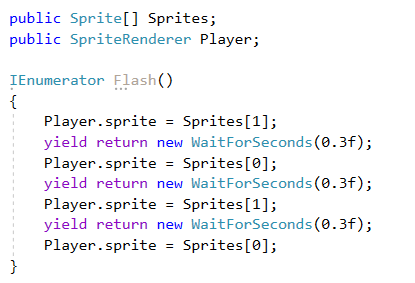 public Sprite[] Sprites;
public SpriteRenderer Player;

IEnumerator Flash()
{
    Player.sprite = Sprites[1];
    yield return new WaitForSeconds(0.3f);
    Player.sprite = Sprites[0];
    yield return new WaitForSeconds(0.3f);
    Player.sprite = Sprites[1];
    yield return new WaitForSeconds(0.3f);
    Player.sprite = Sprites[0];
}